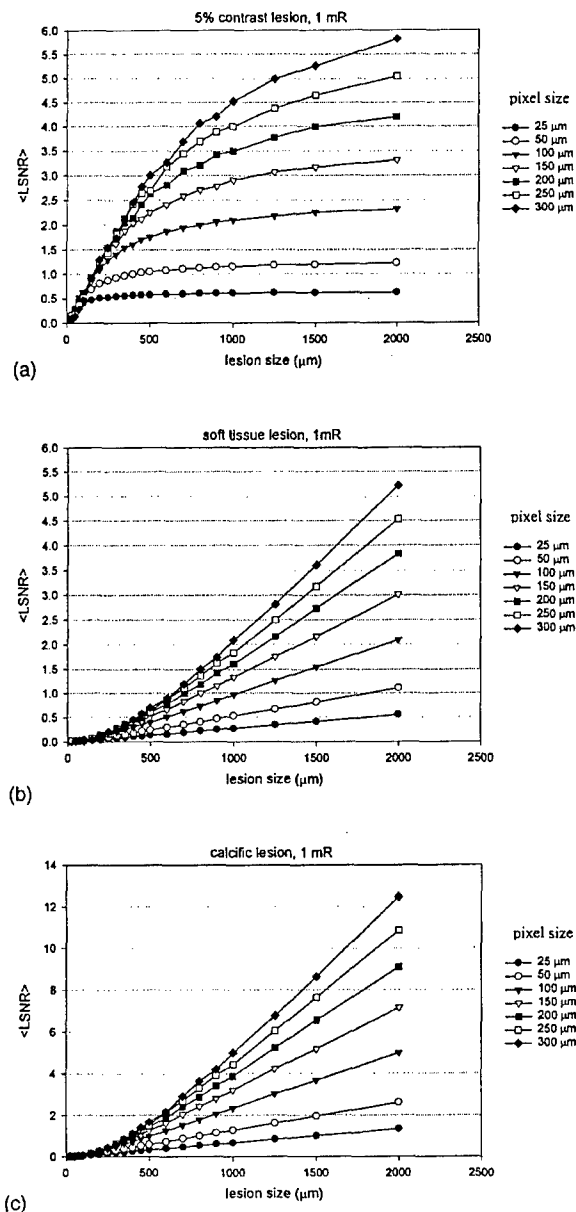 5% contrast lesion, 1 mR
6.0
5.5
5.0
4.5
4.0
3.5
3.0
2.5
2.0
1.5
1.0
0.5
0.0
<LSNR>
0 500 1000 1500 2000 2500
lesion size (μm)
pixel size
25 μm
50 μm
100 μm
150 μm
200 μm
250 μm
300 μm
(a)
soft tissue lesion, 1mR
6.0
5.5
5.0
4.5
4.0
3.5
3.0
2.5
2.0
1.5
1.0
0.5
0.0
<LSNR>
0 500 1000 1500 2000 2500
lesion size (μm)
pixel size
25 μm
50 μm
100 μm
150 μm
200 μm
250 μm
300 μm
(b)
calcific lesion, 1 mR
14
12
10
8
6
4
2
0
<LSNR>
0 500 1000 1500 2000 2500
lesion size (μm)
pixel size
25 μm
50 μm
100 μm
150 μm
200 μm
250 μm
300 μm
(c)